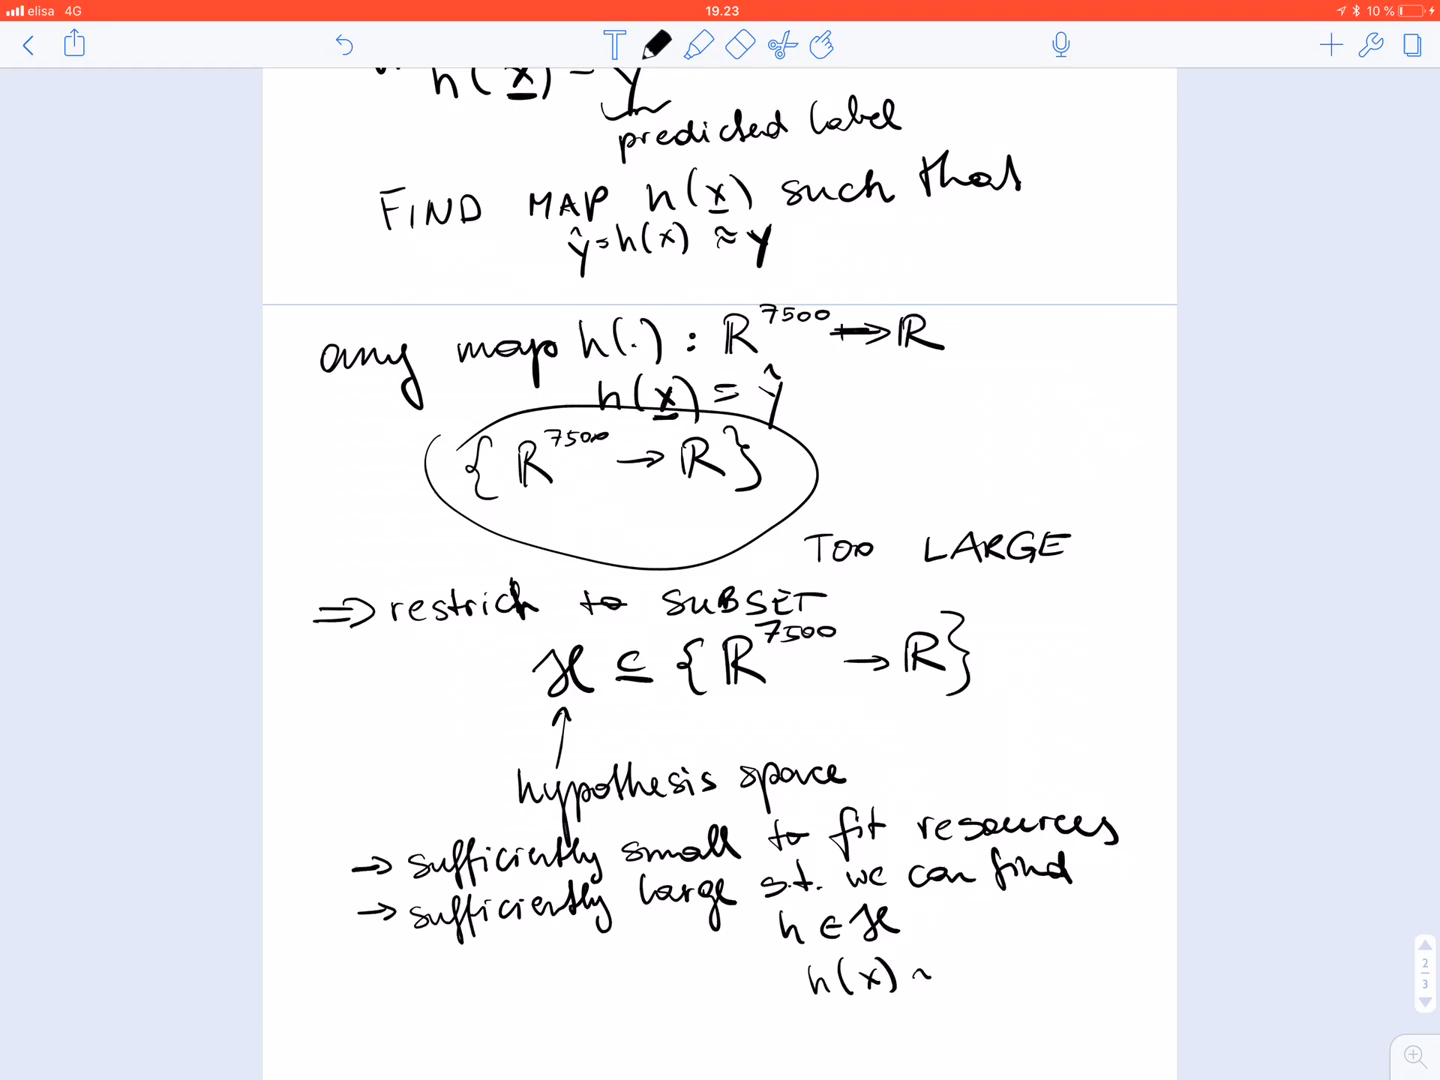 elisa 4G 19.23 10 %
T
h(x) = ŷ
predicted label
FIND MAP h(x) such that
ŷ = h(x) ≈ y
any map h(.) : ℝ^7500 → ℝ
h(x) = ŷ
{ ℝ^7500 → ℝ }
TOO LARGE
⇒ restrict to SUBSET
ℋ ⊆ { ℝ^7500 → ℝ }
hypothesis space
→ sufficiently small to fit resources
→ sufficiently large s.t. we can find
h ∈ ℋ
h(x) ~
2
3